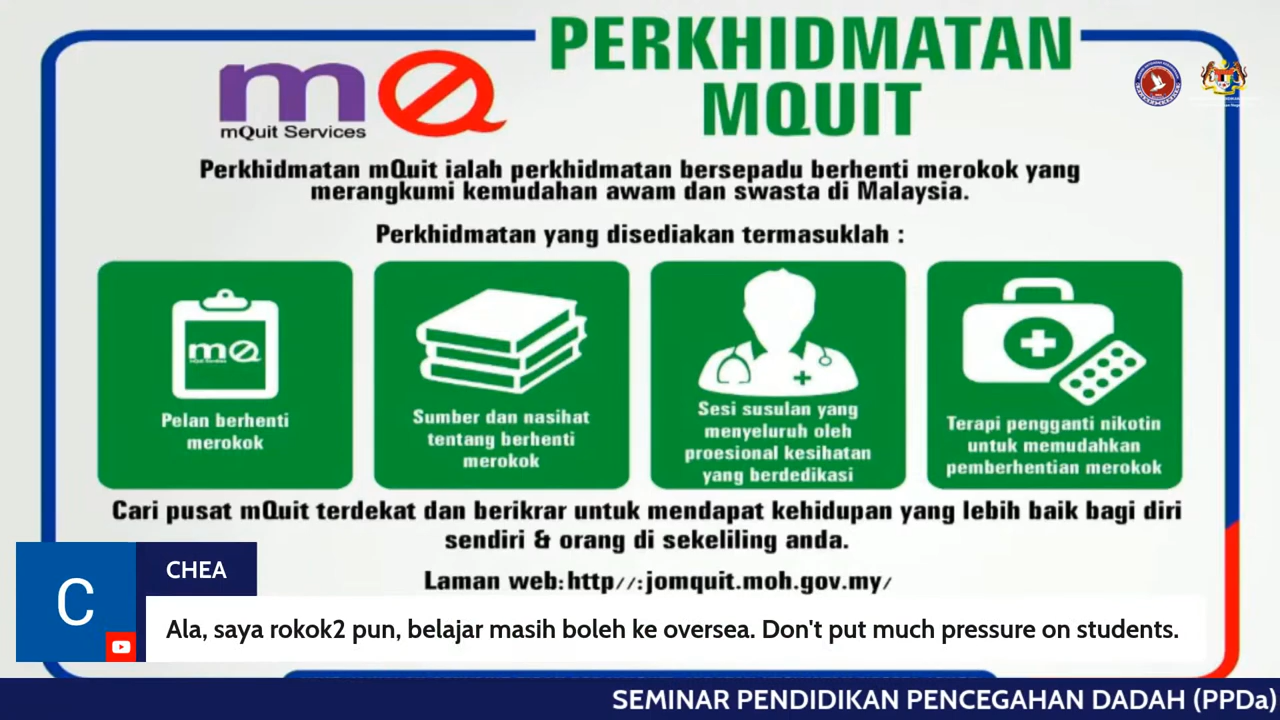 PERKHIDMATAN
MQUIT
mQ
mQuit Services
Perkhidmatan mQuit ialah perkhidmatan bersepadu berhenti merokok yang
merangkumi kemudahan awam dan swasta di Malaysia.
Perkhidmatan yang disediakan termasuklah :
mQ
Pelan berhenti
merokok
Sumber dan nasihat
tentang berhenti
merokok
Sesi susulan yang
menyeluruh oleh
proesional kesihatan
yang berdedikasi
Terapi pengganti nikotin
untuk memudahkan
pemberhentian merokok
Cari pusat mQuit terdekat dan berikrar untuk mendapat kehidupan yang lebih baik bagi diri
sendiri & orang di sekeliling anda.
Laman web:http//:jomquit.moh.gov.my/
C
CHEA
Ala, saya rokok2 pun, belajar masih boleh ke oversea. Don't put much pressure on students.
SEMINAR PENDIDIKAN PENCEGAHAN DADAH (PPDa)